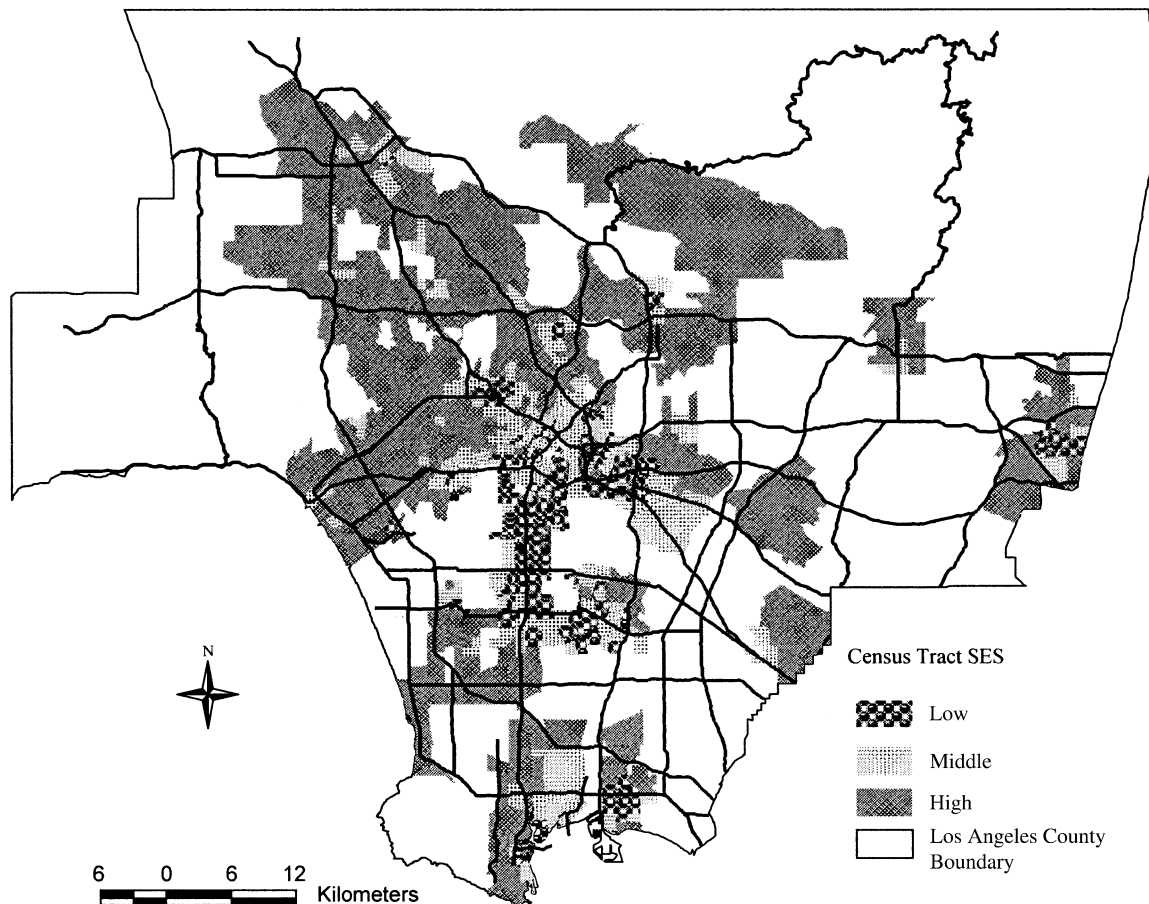 N
Census Tract SES
Low
Middle
High
Los Angeles County
Boundary
6 0 6 12
Kilometers